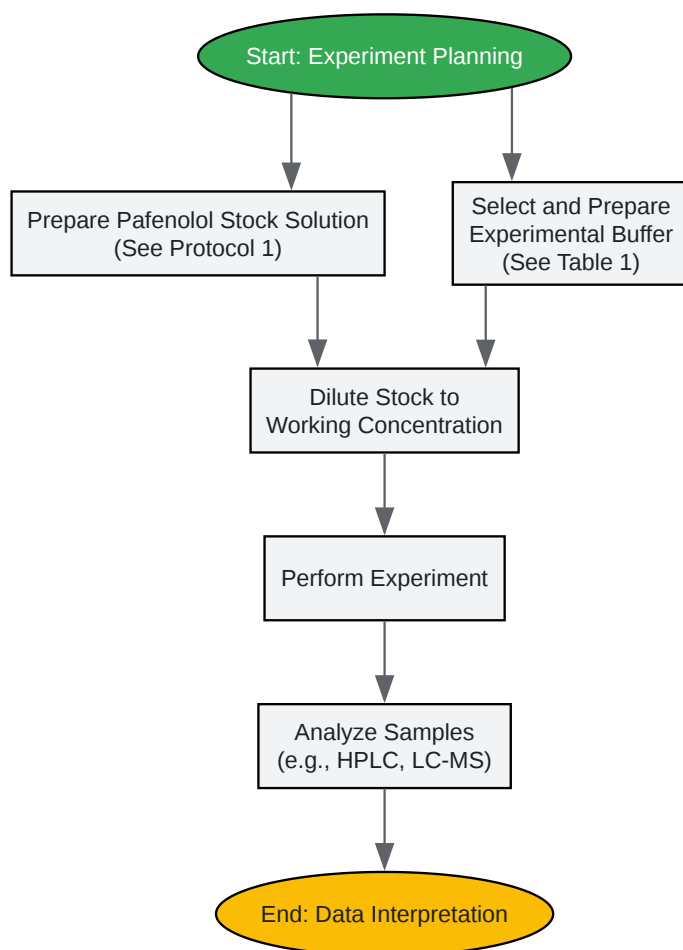 Start: Experiment Planning
Prepare Pafenolol Stock Solution
(See Protocol 1)
Select and Prepare
Experimental Buffer
(See Table 1)
Dilute Stock to
Working Concentration
Perform Experiment
Analyze Samples
(e.g., HPLC, LC-MS)
End: Data Interpretation